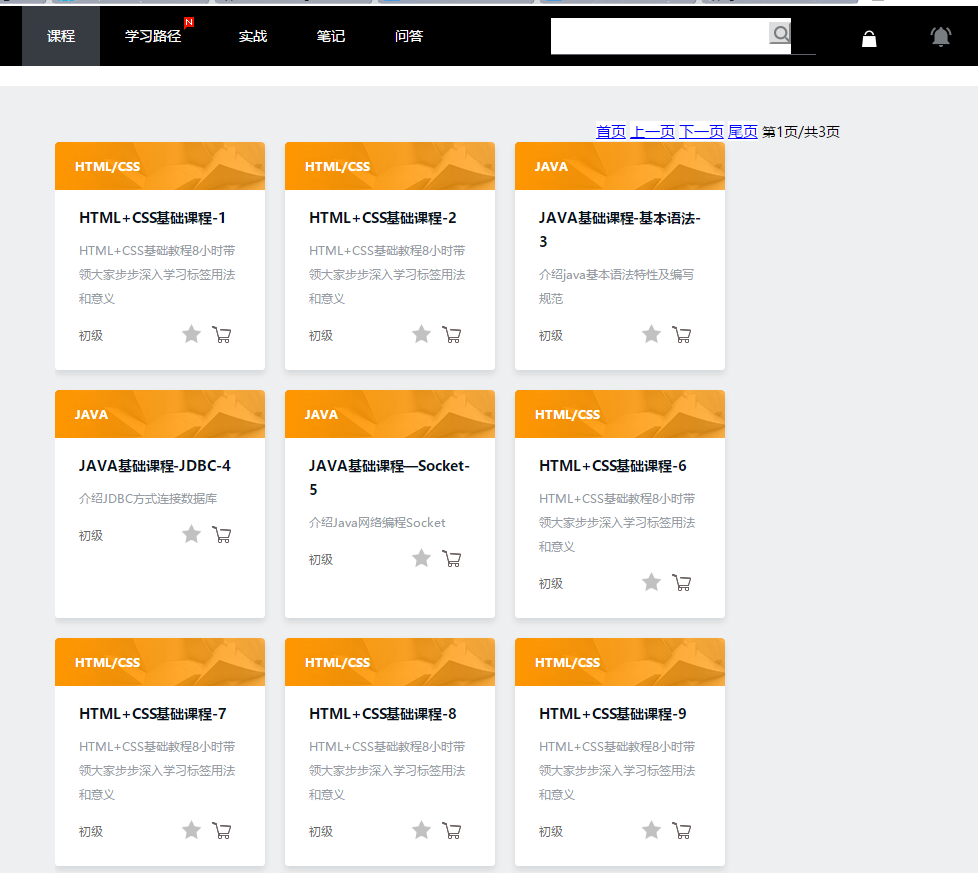 课程 学习路径 N 实战 笔记 问答
首页 上一页 下一页 尾页 第1页/共3页
HTML/CSS
HTML+CSS基础课程-1
HTML+CSS基础教程8小时带
领大家步步深入学习标签用法
和意义
初级
HTML/CSS
HTML+CSS基础课程-2
HTML+CSS基础教程8小时带
领大家步步深入学习标签用法
和意义
初级
JAVA
JAVA基础课程-基本语法-
3
介绍java基本语法特性及编写
规范
初级
JAVA
JAVA基础课程-JDBC-4
介绍JDBC方式连接数据库
初级
JAVA
JAVA基础课程—Socket-
5
介绍Java网络编程Socket
初级
HTML/CSS
HTML+CSS基础课程-6
HTML+CSS基础教程8小时带
领大家步步深入学习标签用法
和意义
初级
HTML/CSS
HTML+CSS基础课程-7
HTML+CSS基础教程8小时带
领大家步步深入学习标签用法
和意义
初级
HTML/CSS
HTML+CSS基础课程-8
HTML+CSS基础教程8小时带
领大家步步深入学习标签用法
和意义
初级
HTML/CSS
HTML+CSS基础课程-9
HTML+CSS基础教程8小时带
领大家步步深入学习标签用法
和意义
初级